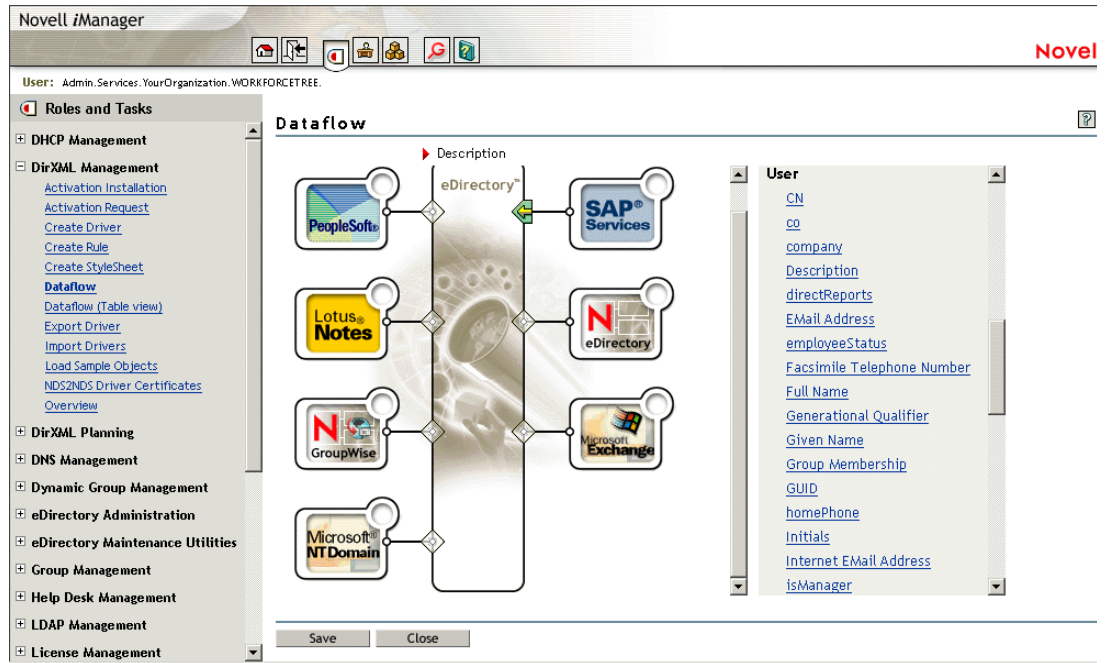 Novell iManager
Novell
User: Admin.Services.YourOrganization.WORKFORCETREE.
Roles and Tasks
DHCP Management
DirXML Management
Activation Installation
Activation Request
Create Driver
Create Rule
Create StyleSheet
Dataflow
Dataflow (Table view)
Export Driver
Import Drivers
Load Sample Objects
NDS2NDS Driver Certificates
Overview
DirXML Planning
DNS Management
Dynamic Group Management
eDirectory Administration
eDirectory Maintenance Utilities
Group Management
Help Desk Management
LDAP Management
License Management
Dataflow
?
Description
eDirectory™
PeopleSoft®
SAP®
Services
Lotus®
Notes
N
eDirectory
N
GroupWise
Microsoft
Exchange
Microsoft®
NT Domain
User
CN
co
company
Description
directReports
EMail Address
employeeStatus
Facsimile Telephone Number
Full Name
Generational Qualifier
Given Name
Group Membership
GUID
homePhone
Initials
Internet EMail Address
isManager
Save
Close